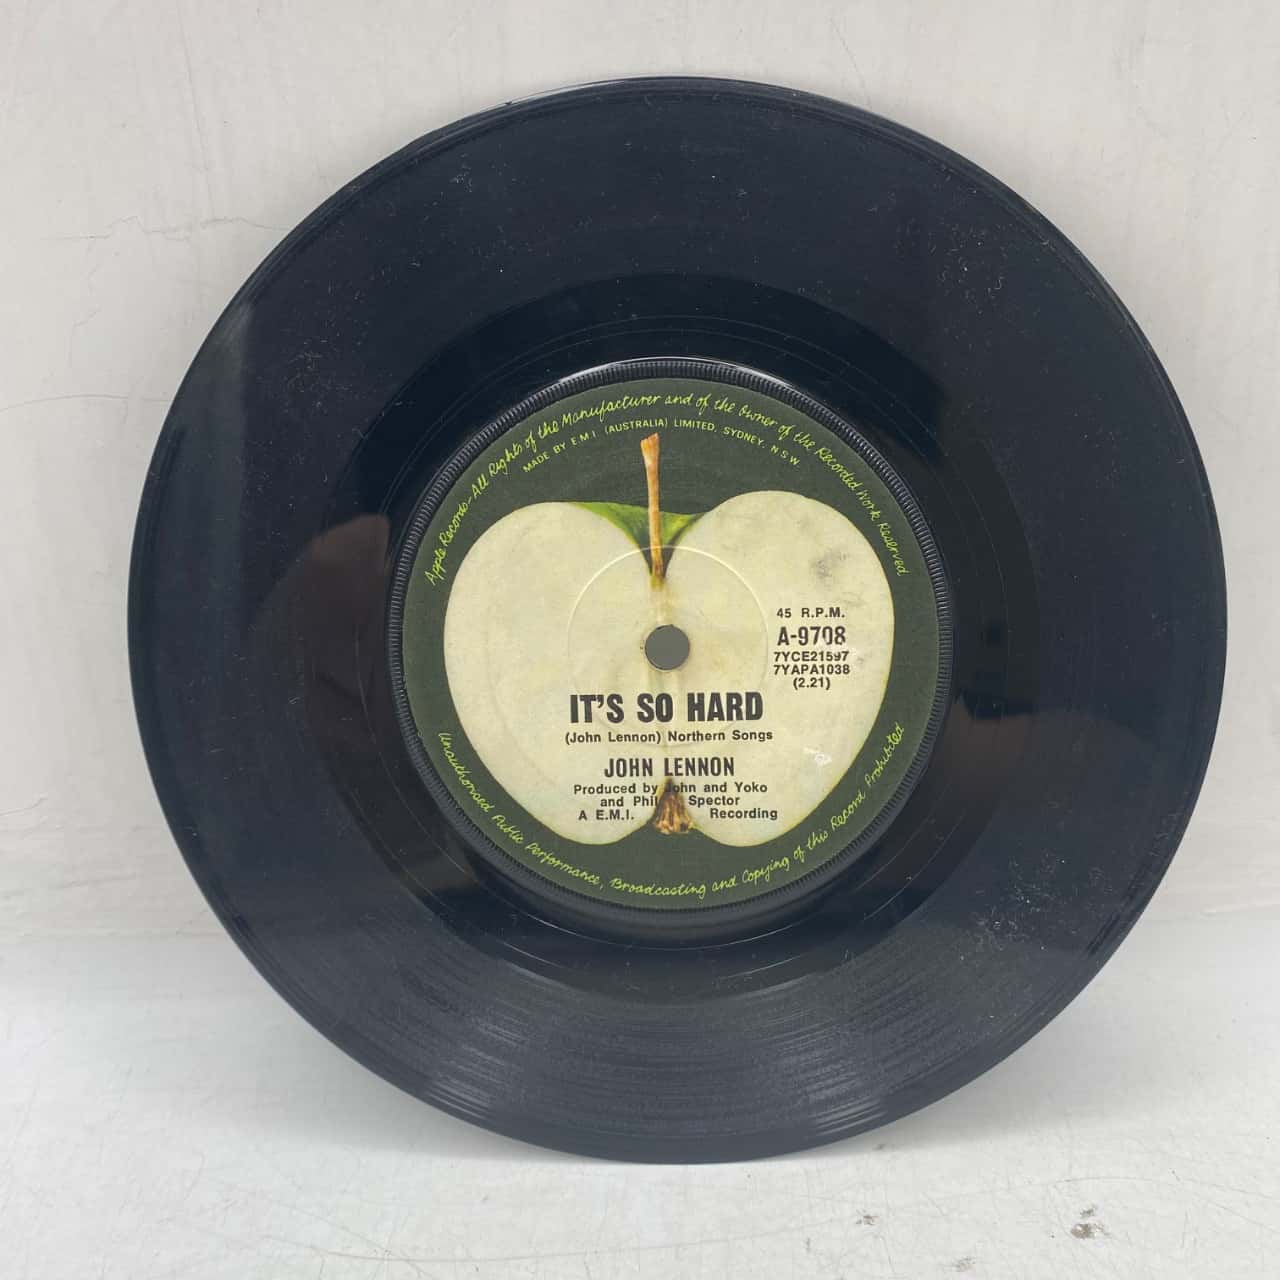 Apple Records-All Rights of the Manufacturer and of the Owner of the Recorded Work Reserved
MADE BY E.M.I. (AUSTRALIA) LIMITED, SYDNEY, N S W
45 R.P.M.
A-9708
7YCE21597
7YAPA1038
(2.21)
IT'S SO HARD
(John Lennon) Northern Songs
JOHN LENNON
Produced by John and Yoko
and Phil Spector
A E.M.I. Recording
Unauthorised Public Performance, Broadcasting and Copying of this Record Prohibited